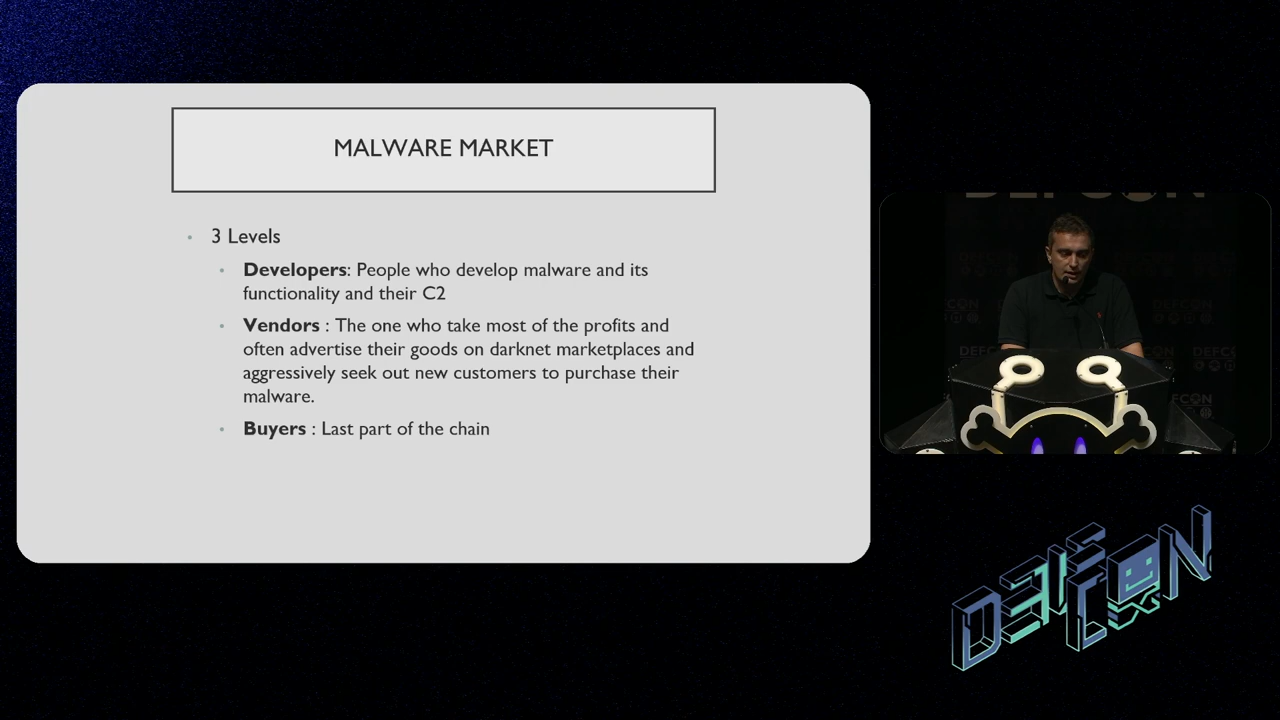 MALWARE MARKET
3 Levels
Developers: People who develop malware and its
functionality and their C2
Vendors : The one who take most of the profits and
often advertise their goods on darknet marketplaces and
aggressively seek out new customers to purchase their
malware.
Buyers : Last part of the chain
DEFCON
DEFCON